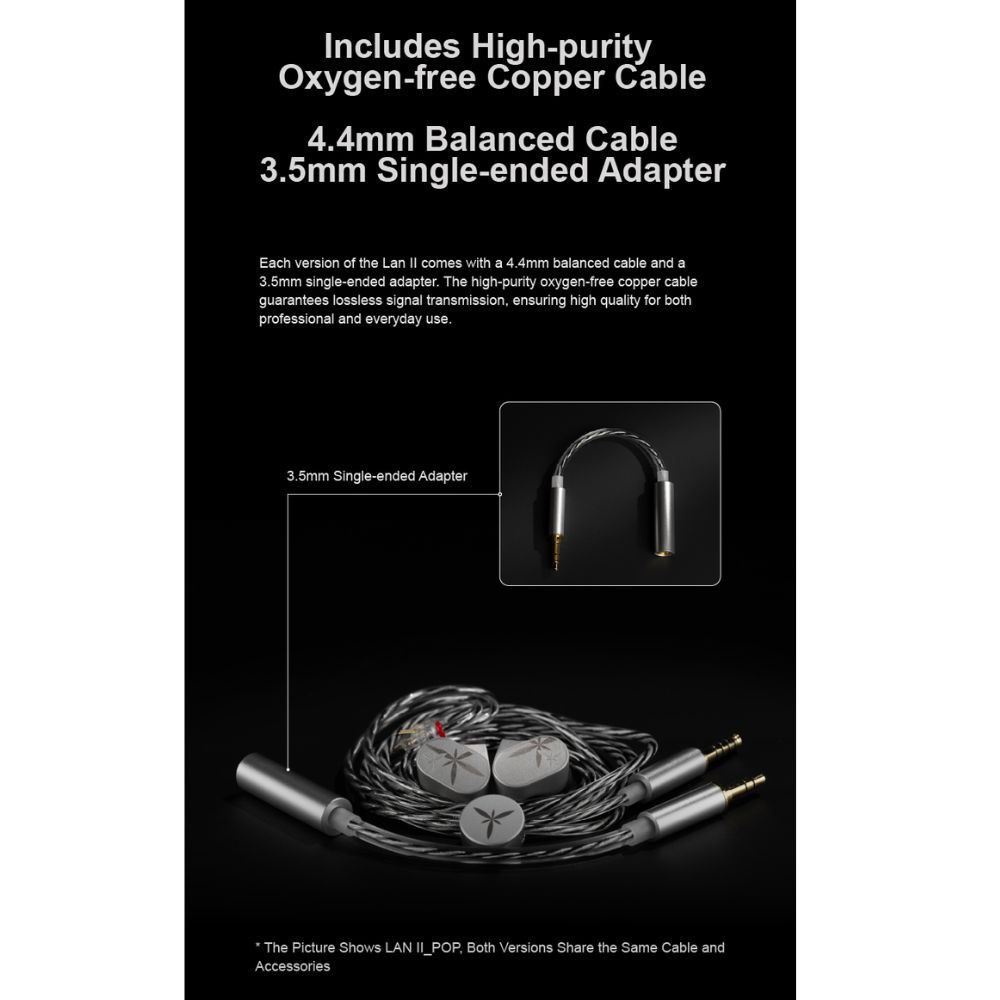 Includes High-purity
Oxygen-free Copper Cable
4.4mm Balanced Cable
3.5mm Single-ended Adapter
Each version of the Lan II comes with a 4.4mm balanced cable and a
3.5mm single-ended adapter. The high-purity oxygen-free copper cable
guarantees lossless signal transmission, ensuring high quality for both
professional and everyday use.
3.5mm Single-ended Adapter
* The Picture Shows LAN II_POP, Both Versions Share the Same Cable and
Accessories